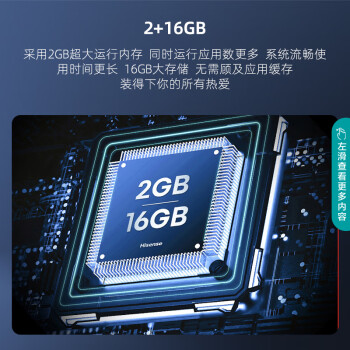 2+16GB
采用2GB超大运行内存 同时运行应用数更多 系统流畅使
用时间更长 16GB大存储 无需顾及应用缓存
装得下你的所有热爱
2GB
16GB
Hisense
左滑查看更多内容